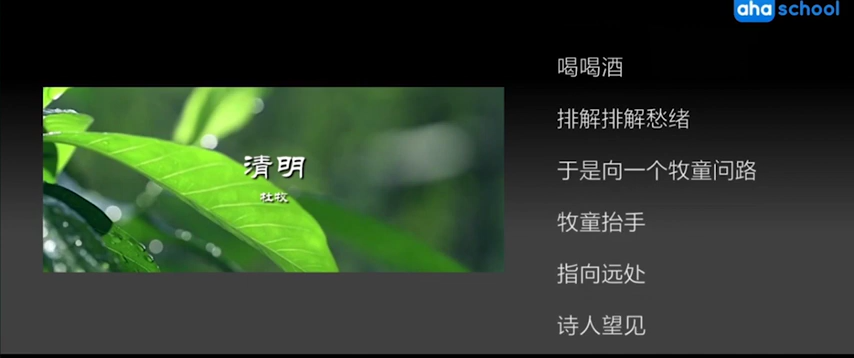 aha school
清明
杜牧
喝喝酒
排解排解愁绪
于是向一个牧童问路
牧童抬手
指向远处
诗人望见